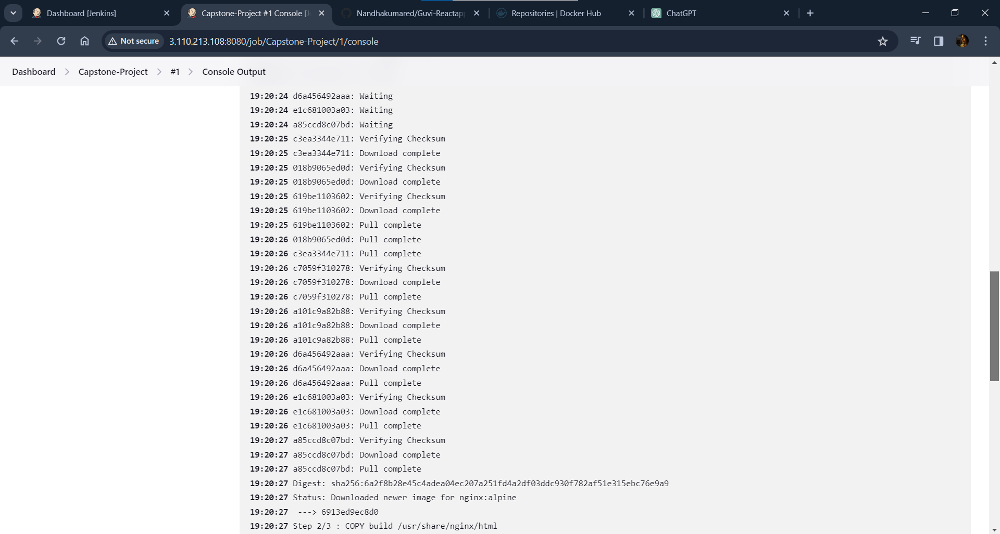 Dashboard [Jenkins]
Capstone-Project #1 Console [J
Nandhakumared/Guvi-Reactap
Repositories | Docker Hub
ChatGPT
Not secure
3.110.213.108:8080/job/Capstone-Project/1/console
Dashboard > Capstone-Project > #1 > Console Output
19:20:24 d6a456492aaa: Waiting
19:20:24 e1c681003a03: Waiting
19:20:24 a85ccd8c07bd: Waiting
19:20:25 c3ea3344e711: Verifying Checksum
19:20:25 c3ea3344e711: Download complete
19:20:25 018b9065ed0d: Verifying Checksum
19:20:25 018b9065ed0d: Download complete
19:20:25 619be1103602: Verifying Checksum
19:20:25 619be1103602: Download complete
19:20:25 619be1103602: Pull complete
19:20:26 018b9065ed0d: Pull complete
19:20:26 c3ea3344e711: Pull complete
19:20:26 c7059f310278: Verifying Checksum
19:20:26 c7059f310278: Download complete
19:20:26 c7059f310278: Pull complete
19:20:26 a101c9a82b88: Verifying Checksum
19:20:26 a101c9a82b88: Download complete
19:20:26 a101c9a82b88: Pull complete
19:20:26 d6a456492aaa: Verifying Checksum
19:20:26 d6a456492aaa: Download complete
19:20:26 d6a456492aaa: Pull complete
19:20:26 e1c681003a03: Verifying Checksum
19:20:26 e1c681003a03: Download complete
19:20:26 e1c681003a03: Pull complete
19:20:27 a85ccd8c07bd: Verifying Checksum
19:20:27 a85ccd8c07bd: Download complete
19:20:27 a85ccd8c07bd: Pull complete
19:20:27 Digest: sha256:6a2f8b28e45c4adea04ec207a251fd4a2df03ddc930f782af51e315ebc76e9a9
19:20:27 Status: Downloaded newer image for nginx:alpine
19:20:27 ---> 6913ed9ec8d0
19:20:27 Step 2/3 : COPY build /usr/share/nginx/html